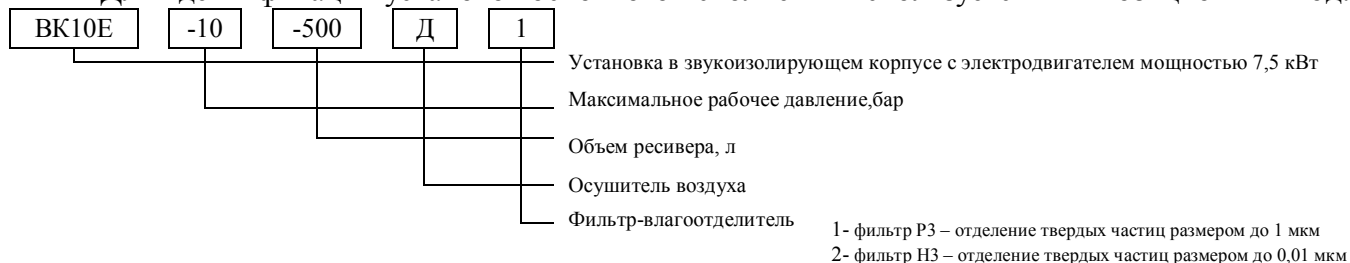 ВК10Е -10 -500 Д 1
Установка в звукоизолирующем корпусе с электродвигателем мощностью 7,5 кВт
Максимальное рабочее давление,бар
Объем ресивера, л
Осушитель воздуха
Фильтр-влагоотделитель
1- фильтр Р3 – отделение твердых частиц размером до 1 мкм
2- фильтр Н3 – отделение твердых частиц размером до 0,01 мкм